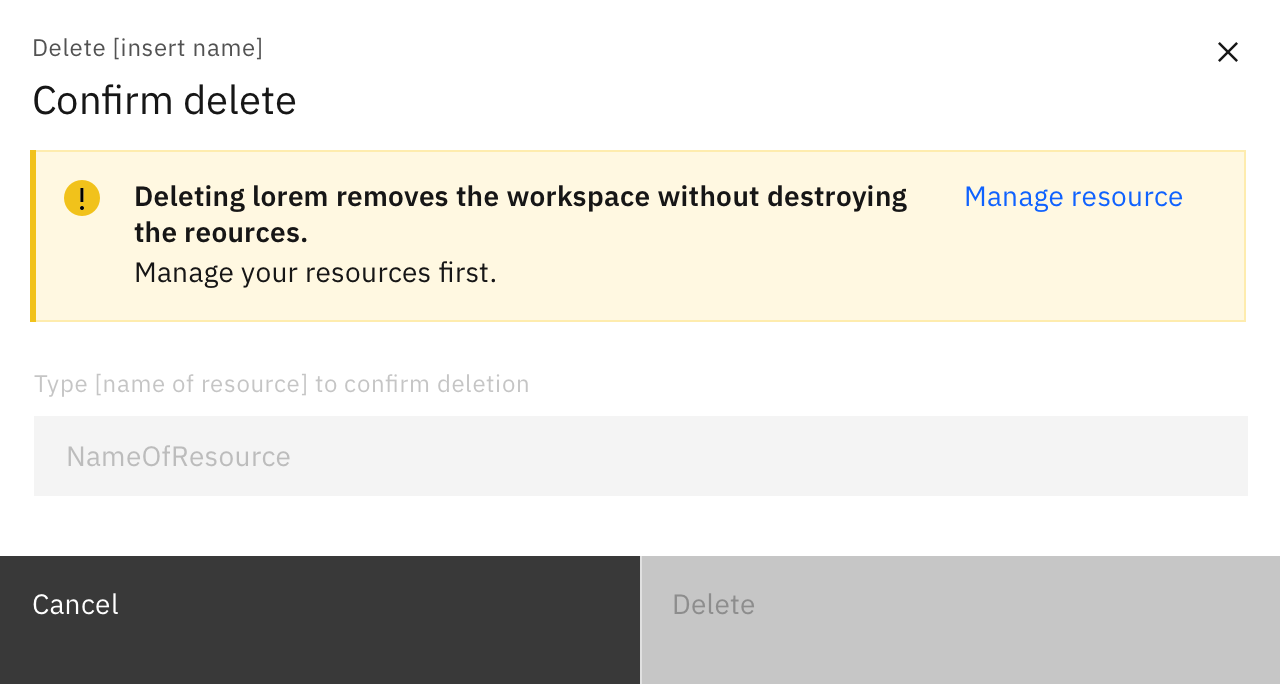 Delete [insert name]
Confirm delete
Deleting lorem removes the workspace without destroying
the reources.
Manage your resources first.
Manage resource
Type [name of resource] to confirm deletion
NameOfResource
Cancel
Delete